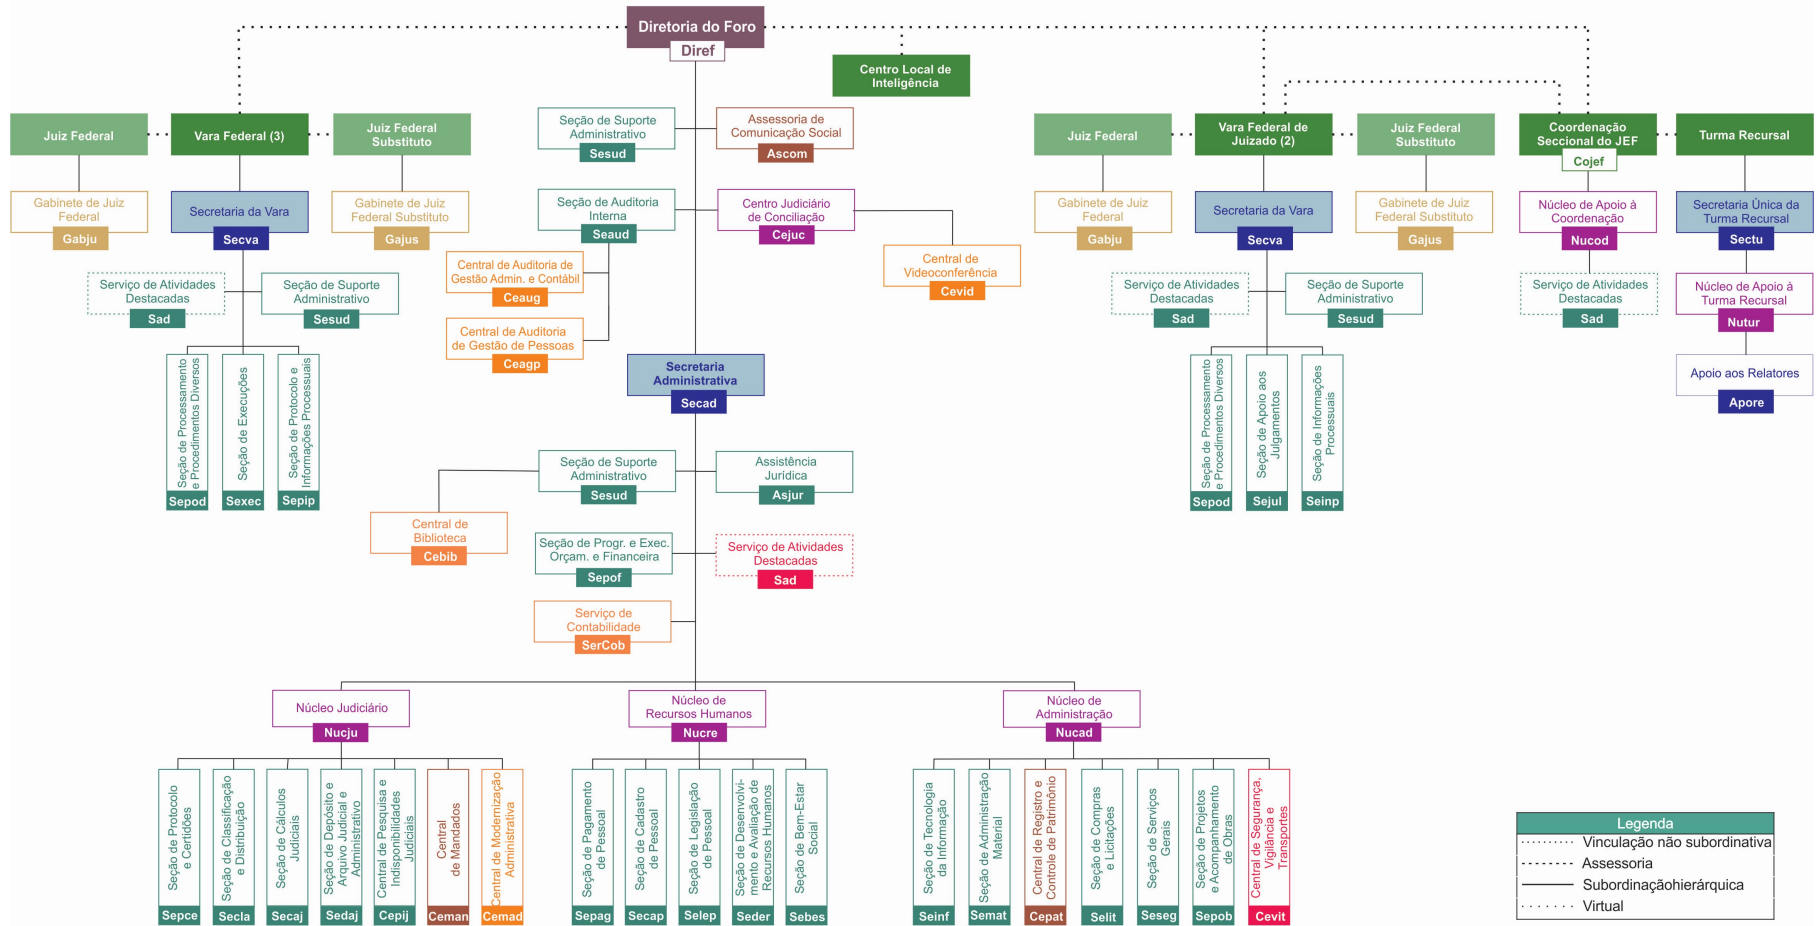 Diretoria do Foro
Diref
Centro Local de
Inteligência
Juiz Federal
Vara Federal (3)
Juiz Federal
Substituto
Gabinete de Juiz
Federal
Gabju
Secretaria da Vara
Secva
Gabinete de Juiz
Federal Substituto
Gajus
Serviço de Atividades
Destacadas
Sad
Seção de Suporte
Administrativo
Sesud
Seção de Processamento
e Procedimentos Diversos
Sepod
Seção de Execuções
Sexec
Seção de Protocolo e
Informações Processuais
Sepip
Seção de Suporte
Administrativo
Sesud
Assessoria de
Comunicação Social
Ascom
Seção de Auditoria
Interna
Seaud
Centro Judiciário
de Conciliação
Cejuc
Central de Auditoria de
Gestão Admin. e Contábil
Ceaug
Central de
Videoconferência
Cevid
Central de Auditoria
de Gestão de Pessoas
Ceagp
Secretaria
Administrativa
Secad
Seção de Suporte
Administrativo
Sesud
Assistência
Jurídica
Asjur
Central de
Biblioteca
Cebib
Seção de Progr. e Exec.
Orçam. e Financeira
Sepof
Serviço de Atividades
Destacadas
Sad
Serviço de
Contabilidade
SerCob
Juiz Federal
Vara Federal de
Juizado (2)
Juiz Federal
Substituto
Coordenação
Seccional do JEF
Cojef
Turma Recursal
Gabinete de Juiz
Federal
Gabju
Secretaria da Vara
Secva
Gabinete de Juiz
Federal Substituto
Gajus
Núcleo de Apoio à
Coordenação
Nucod
Secretaria Única da
Turma Recursal
Sectu
Serviço de Atividades
Destacadas
Sad
Seção de Suporte
Administrativo
Sesud
Serviço de Atividades
Destacadas
Sad
Núcleo de Apoio à
Turma Recursal
Nutur
Apoio aos Relatores
Apore
Seção de Processamento
e Procedimentos Diversos
Sepod
Seção de Apoio aos
Julgamentos
Sejul
Seção de Informações
Processuais
Seinp
Núcleo Judiciário
Nucju
Núcleo de
Recursos Humanos
Nucre
Núcleo de
Administração
Nucad
Seção de Protocolo
e Certidões
Sepce
Seção de Classificação
e Distribuição
Secla
Seção de Cálculos
Judiciais
Secaj
Seção de Depósito e
Arquivo Judicial e
Administrativo
Sedaj
Central de Pesquisa e
Indisponibilidades
Judiciais
Cepij
Central
de Mandados
Ceman
Central de Modernização
Administrativa
Cemad
Seção de Pagamento
de Pessoal
Sepag
Seção de Cadastro
de Pessoal
Secap
Seção de Legislação
de Pessoal
Selep
Seção de Desenvolvi-
mento e Avaliação de
Recursos Humanos
Seder
Seção de Bem-Estar
Social
Sebes
Seção de Tecnologia
da Informação
Seinf
Seção de Administração
Material
Semat
Central de Registro e
Controle de Patrimônio
Cepat
Seção de Compras
e Licitações
Selit
Seção de Serviços
Gerais
Seseg
Seção de Projetos
e Acompanhamento
de Obras
Sepob
Central de Segurança,
Vigilância e
Transportes
Cevit
Legenda
Vinculação não subordinativa
Assessoria
Subordinaçãohierárquica
Virtual